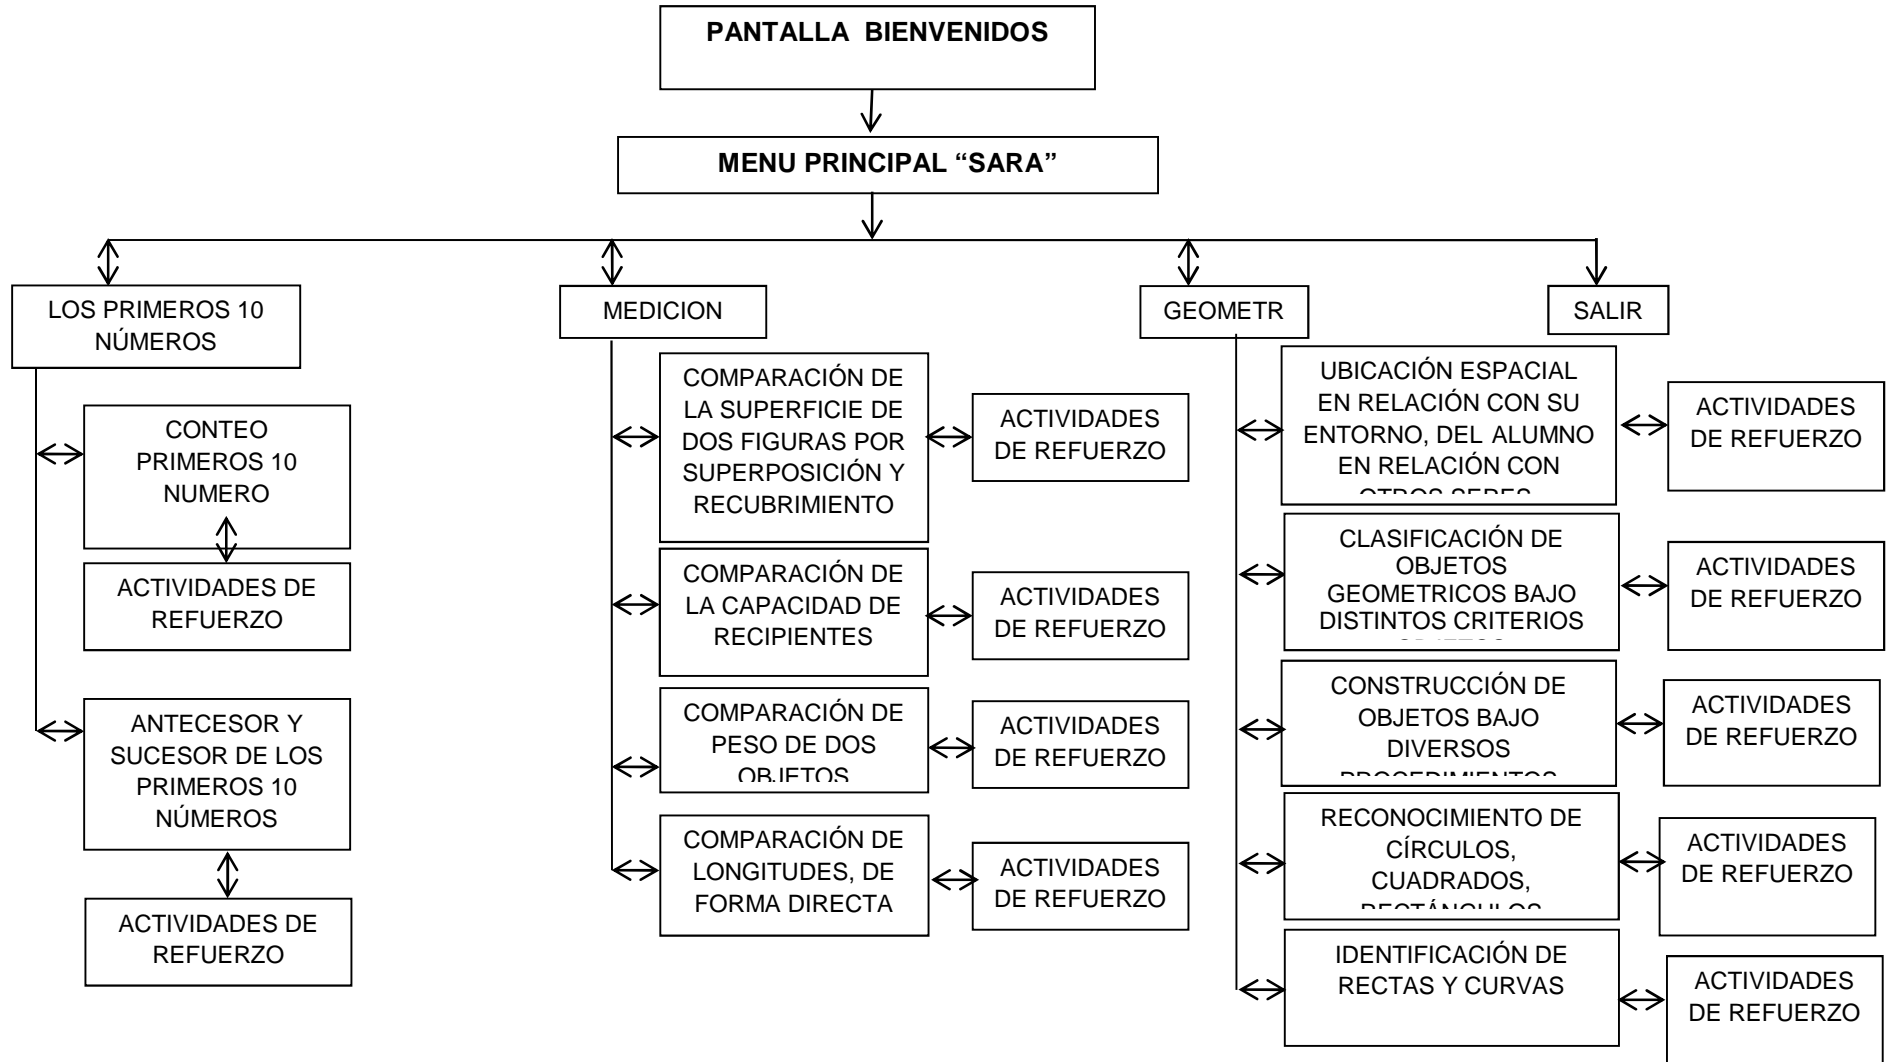 PANTALLA BIENVENIDOS
MENU PRINCIPAL “SARA”
LOS PRIMEROS 10
NÚMEROS
CONTEO
PRIMEROS 10
NUMERO
ACTIVIDADES DE
REFUERZO
ANTECESOR Y
SUCESOR DE LOS
PRIMEROS 10
NÚMEROS
ACTIVIDADES DE
REFUERZO
MEDICION
COMPARACIÓN DE
LA SUPERFICIE DE
DOS FIGURAS POR
SUPERPOSICIÓN Y
RECUBRIMIENTO
ACTIVIDADES
DE REFUERZO
COMPARACIÓN DE
LA CAPACIDAD DE
RECIPIENTES
ACTIVIDADES
DE REFUERZO
COMPARACIÓN DE
PESO DE DOS
OBJETOS
ACTIVIDADES
DE REFUERZO
COMPARACIÓN DE
LONGITUDES, DE
FORMA DIRECTA
ACTIVIDADES
DE REFUERZO
GEOMETR
UBICACIÓN ESPACIAL
EN RELACIÓN CON SU
ENTORNO, DEL ALUMNO
EN RELACIÓN CON
OTROS SERES
ACTIVIDADES
DE REFUERZO
CLASIFICACIÓN DE
OBJETOS
GEOMETRICOS BAJO
DISTINTOS CRITERIOS
ACTIVIDADES
DE REFUERZO
CONSTRUCCIÓN DE
OBJETOS BAJO
DIVERSOS
PROCEDIMIENTOS
ACTIVIDADES
DE REFUERZO
RECONOCIMIENTO DE
CÍRCULOS,
CUADRADOS,
RECTÁNGULOS
ACTIVIDADES
DE REFUERZO
IDENTIFICACIÓN DE
RECTAS Y CURVAS
ACTIVIDADES
DE REFUERZO
SALIR